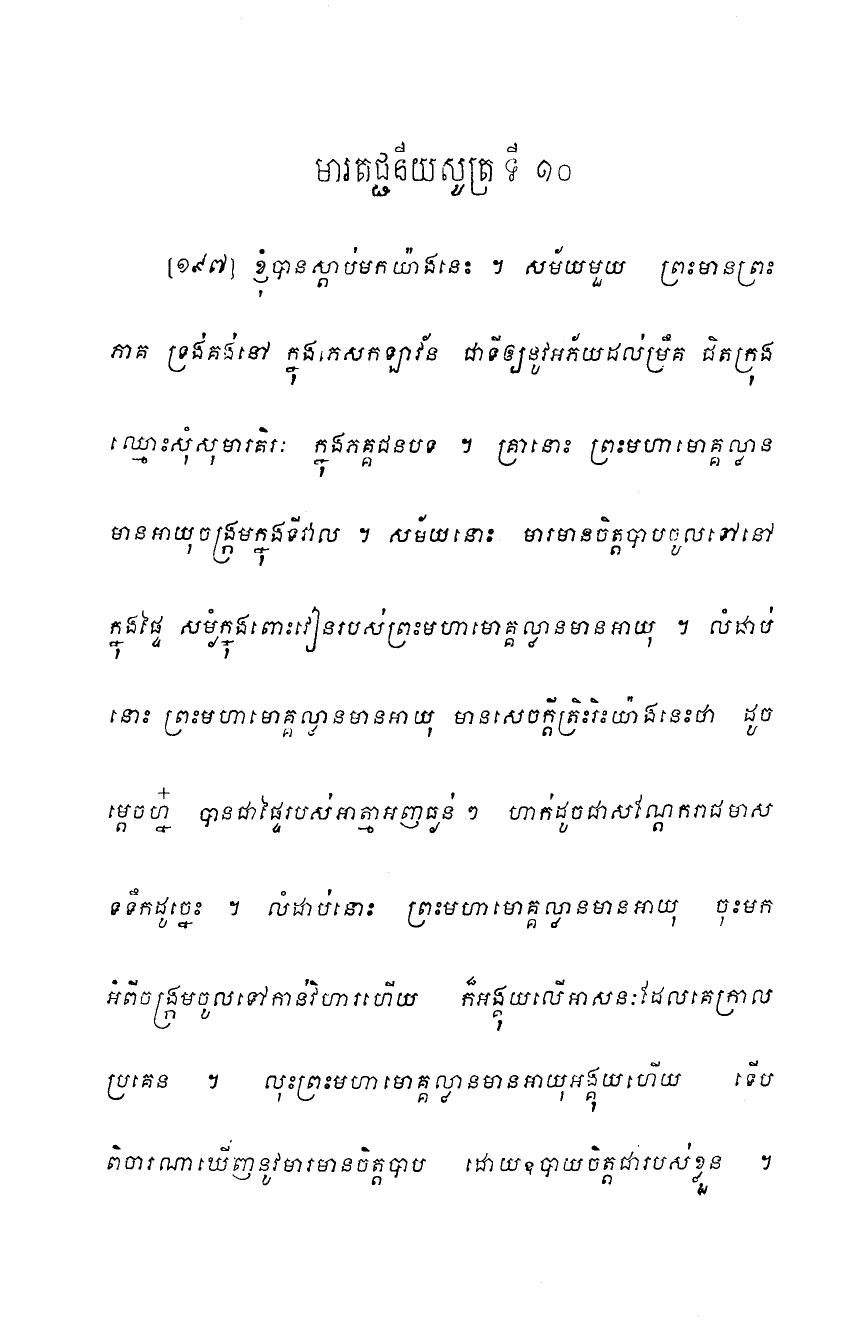 មារតជ្ជនីយសូត្រ ទី ១០
[១៩៧] ខ្ញុំបានស្តាប់មកយ៉ាងនេះ ។ សម័យមួយ ព្រះមានព្រះ
ភាគ ទ្រង់គង់នៅ ក្នុងភេសកឡាវ័ន ជាទីឲ្យនូវអភ័យដល់ម្រឹគ ជិតក្រុង
ឈ្មោះសុំសុមារគិរៈ ក្នុងភគ្គជនបទ ។ គ្រានោះ ព្រះមហាមោគ្គល្លាន
មានអាយុចង្ក្រមក្នុងទីវាល ។ សម័យនោះ មារមានចិត្តបាបចូលទៅនៅ
ក្នុងផ្ទៃ សម្ងំក្នុងពោះវៀនរបស់ព្រះមហាមោគ្គល្លានមានអាយុ ។ លំដាប់
នោះ ព្រះមហាមោគ្គល្លានមានអាយុ មានសេចក្តីត្រិះរិះយ៉ាងនេះថា ដូច
ម្តេចហ្ន៎ បានជាផ្ទៃរបស់អាត្មាអញធ្ងន់ ៗ ហាក់ដូចជាសណ្តែករាជមាស
ទទឹកដូច្នេះ ។ លំដាប់នោះ ព្រះមហាមោគ្គល្លានមានអាយុ ចុះមក
អំពីចង្ក្រមចូលទៅកាន់វិហារហើយ ក៏អង្គុយលើអាសនៈដែលគេក្រាល
ប្រគេន ។ លុះព្រះមហាមោគ្គល្លានមានអាយុអង្គុយហើយ ទើប
ពិចារណាឃើញនូវមារមានចិត្តបាប ដោយឧបាយចិត្តជារបស់ខ្លួន ។